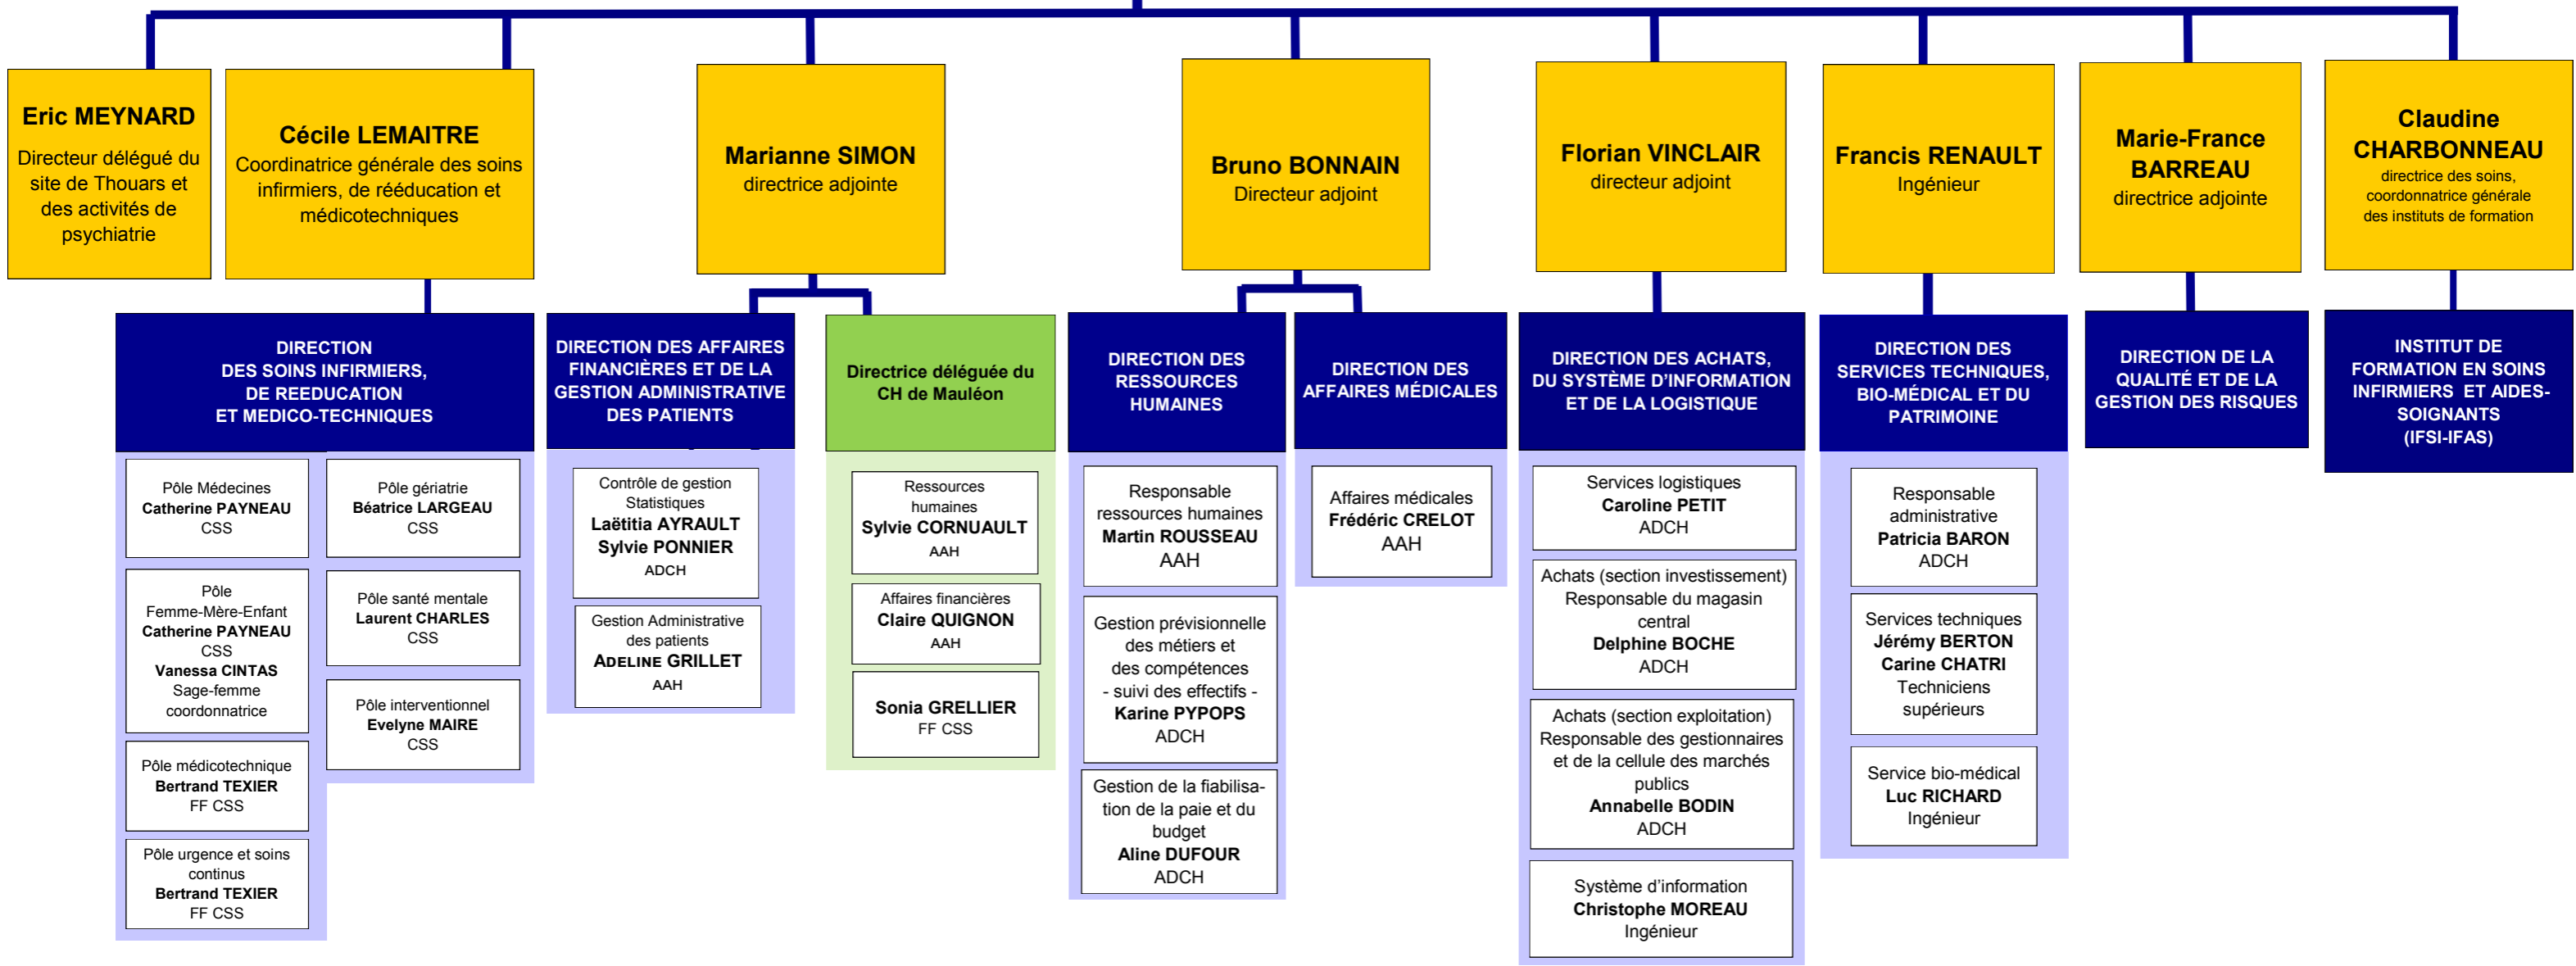 Eric MEYNARD
Directeur délégué du
site de Thouars et
des activités de
psychiatrie
Cécile LEMAITRE
Coordinatrice générale des soins
infirmiers, de rééducation et
médicotechniques
Marianne SIMON
directrice adjointe
Bruno BONNAIN
Directeur adjoint
Florian VINCLAIR
directeur adjoint
Francis RENAULT
Ingénieur
Marie-France
BARREAU
directrice adjointe
Claudine
CHARBONNEAU
directrice des soins,
coordonnatrice générale
des instituts de formation
DIRECTION
DES SOINS INFIRMIERS,
DE REEDUCATION
ET MEDICO-TECHNIQUES
Pôle Médecines
Catherine PAYNEAU
CSS
Pôle
Femme-Mère-Enfant
Catherine PAYNEAU
CSS
Vanessa CINTAS
Sage-femme
coordonnatrice
Pôle médicotechnique
Bertrand TEXIER
FF CSS
Pôle urgence et soins
continus
Bertrand TEXIER
FF CSS
Pôle gériatrie
Béatrice LARGEAU
CSS
Pôle santé mentale
Laurent CHARLES
CSS
Pôle interventionnel
Evelyne MAIRE
CSS
DIRECTION DES AFFAIRES
FINANCIÈRES ET DE LA
GESTION ADMINISTRATIVE
DES PATIENTS
Contrôle de gestion
Statistiques
Laëtitia AYRAULT
Sylvie PONNIER
ADCH
Gestion Administrative
des patients
ADELINE GRILLET
AAH
Directrice déléguée du
CH de Mauléon
Ressources
humaines
Sylvie CORNUAULT
AAH
Affaires financières
Claire QUIGNON
AAH
Sonia GRELLIER
FF CSS
DIRECTION DES
RESSOURCES
HUMAINES
Responsable
ressources humaines
Martin ROUSSEAU
AAH
Gestion prévisionnelle
des métiers et
des compétences
- suivi des effectifs -
Karine PYPOPS
ADCH
Gestion de la fiabilisa-
tion de la paie et du
budget
Aline DUFOUR
ADCH
DIRECTION DES
AFFAIRES MÉDICALES
Affaires médicales
Frédéric CRELOT
AAH
DIRECTION DES ACHATS,
DU SYSTÈME D’INFORMATION
ET DE LA LOGISTIQUE
Services logistiques
Caroline PETIT
ADCH
Achats (section investissement)
Responsable du magasin
central
Delphine BOCHE
ADCH
Achats (section exploitation)
Responsable des gestionnaires
et de la cellule des marchés
publics
Annabelle BODIN
ADCH
Système d’information
Christophe MOREAU
Ingénieur
DIRECTION DES
SERVICES TECHNIQUES,
BIO-MÉDICAL ET DU
PATRIMOINE
Responsable
administrative
Patricia BARON
ADCH
Services techniques
Jérémy BERTON
Carine CHATRI
Techniciens
supérieurs
Service bio-médical
Luc RICHARD
Ingénieur
DIRECTION DE LA
QUALITÉ ET DE LA
GESTION DES RISQUES
INSTITUT DE
FORMATION EN SOINS
INFIRMIERS ET AIDES-
SOIGNANTS
(IFSI-IFAS)